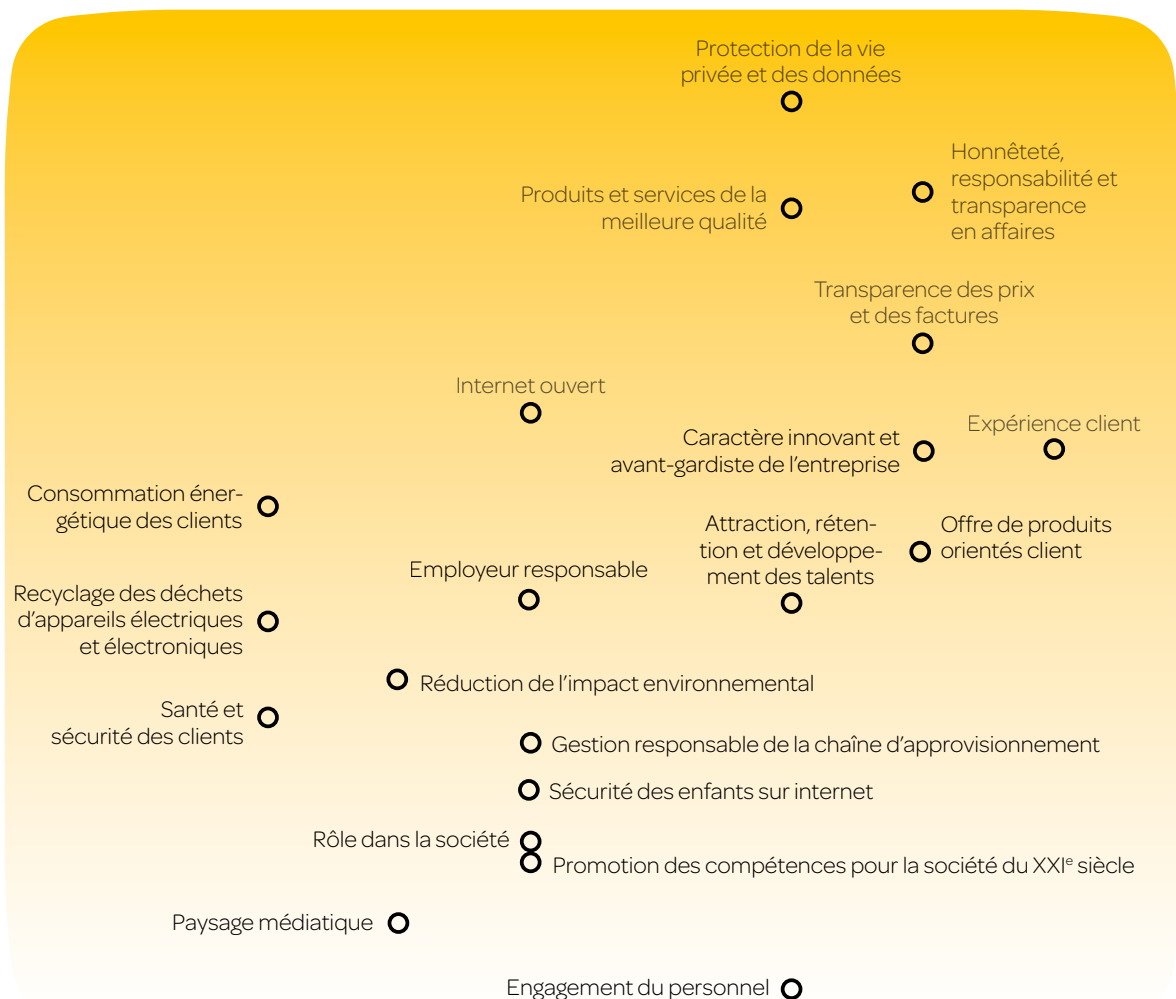 Protection de la vie
privée et des données
Honnêteté,
responsabilité et
transparence
en affaires
Produits et services de la
meilleure qualité
Transparence des prix
et des factures
Internet ouvert
Expérience client
Caractère innovant et
avant-gardiste de l’entreprise
Consommation éner-
gétique des clients
Attraction, réten-
tion et développe-
ment des talents
Offre de produits
orientés client
Employeur responsable
Recyclage des déchets
d’appareils électriques
et électroniques
Réduction de l’impact environnemental
Santé et
sécurité des clients
Gestion responsable de la chaîne d’approvisionnement
Sécurité des enfants sur internet
Rôle dans la société
Promotion des compétences pour la société du XXIe siècle
Paysage médiatique
Engagement du personnel